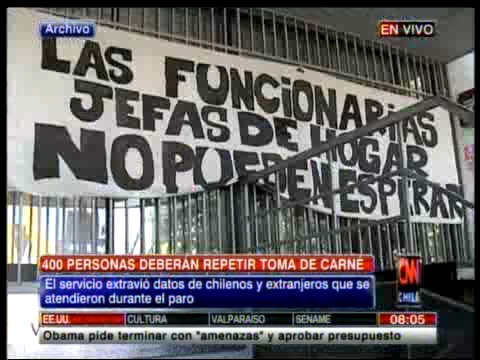 Archivo
EN VIVO
LAS FUNCIONARIAS
JEFAS DE HOGAR
NO PUEDEN ESPERAR
400 PERSONAS DEBERÁN REPETIR TOMA DE CARNÉ
El servicio extravió datos de chilenos y extranjeros que se
atendieron durante el paro
CNN
CHILE
EE.UU. CULTURA VALPARAÍSO SENAME 08:05
Obama pide terminar con "amenazas" y aprobar presupuesto